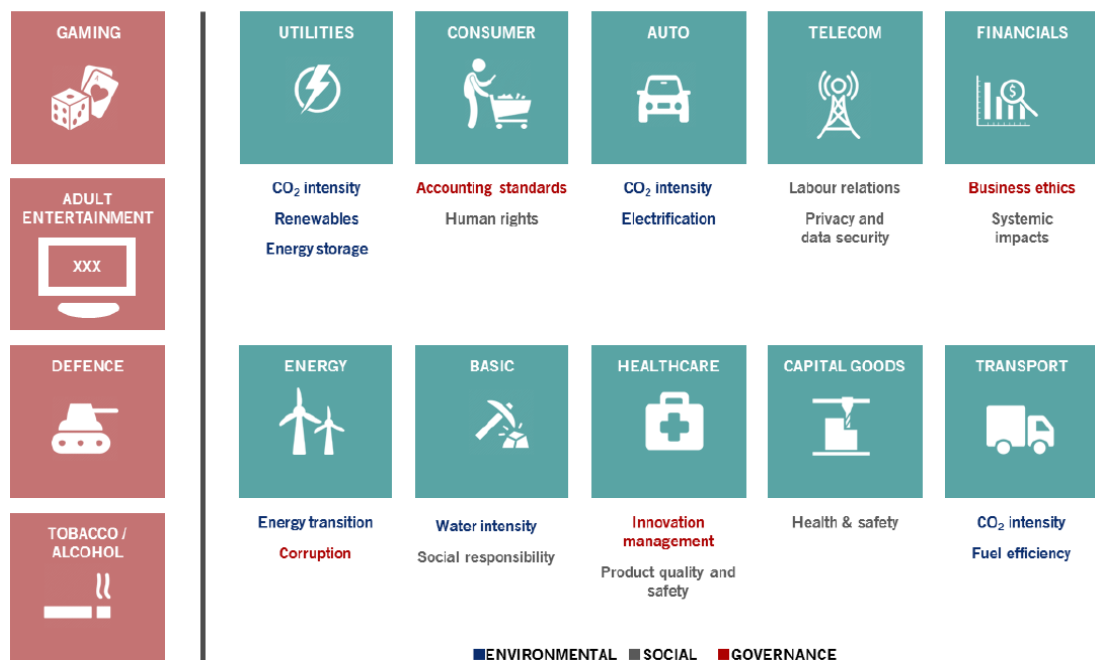 GAMING
ADULT
ENTERTAINMENT
XXX
DEFENCE
TOBACCO /
ALCOHOL
UTILITIES
CO₂ intensity
Renewables
Energy storage
CONSUMER
Accounting standards
Human rights
AUTO
CO₂ intensity
Electrification
TELECOM
Labour relations
Privacy and
data security
FINANCIALS
$
Business ethics
Systemic
impacts
ENERGY
Energy transition
Corruption
BASIC
Water intensity
Social responsibility
HEALTHCARE
Innovation
management
Product quality and
safety
CAPITAL GOODS
Health & safety
TRANSPORT
CO₂ intensity
Fuel efficiency
ENVIRONMENTAL SOCIAL GOVERNANCE